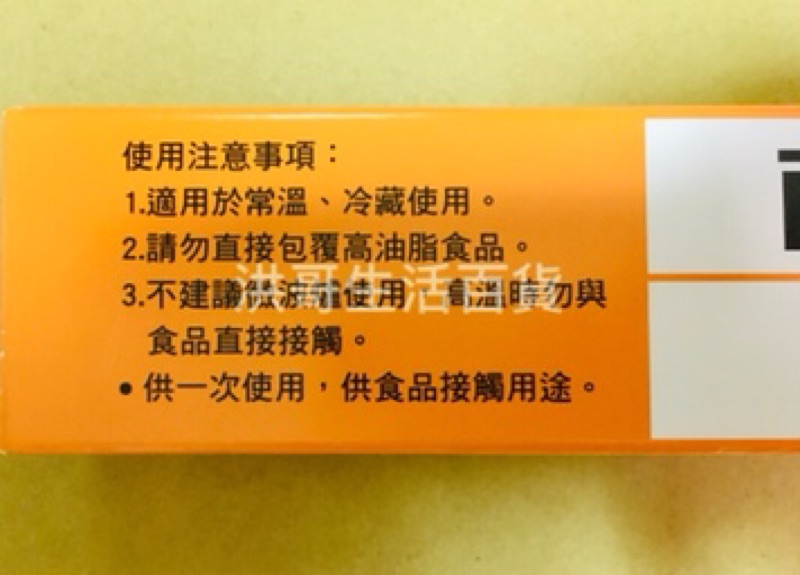 使用注意事項：
1.適用於常溫、冷藏使用。
2.請勿直接包覆高油脂食品。
3.不建議微波爐使用，高溫時勿與
食品直接接觸。
•供一次使用，供食品接觸用途。
洪哥生活百貨